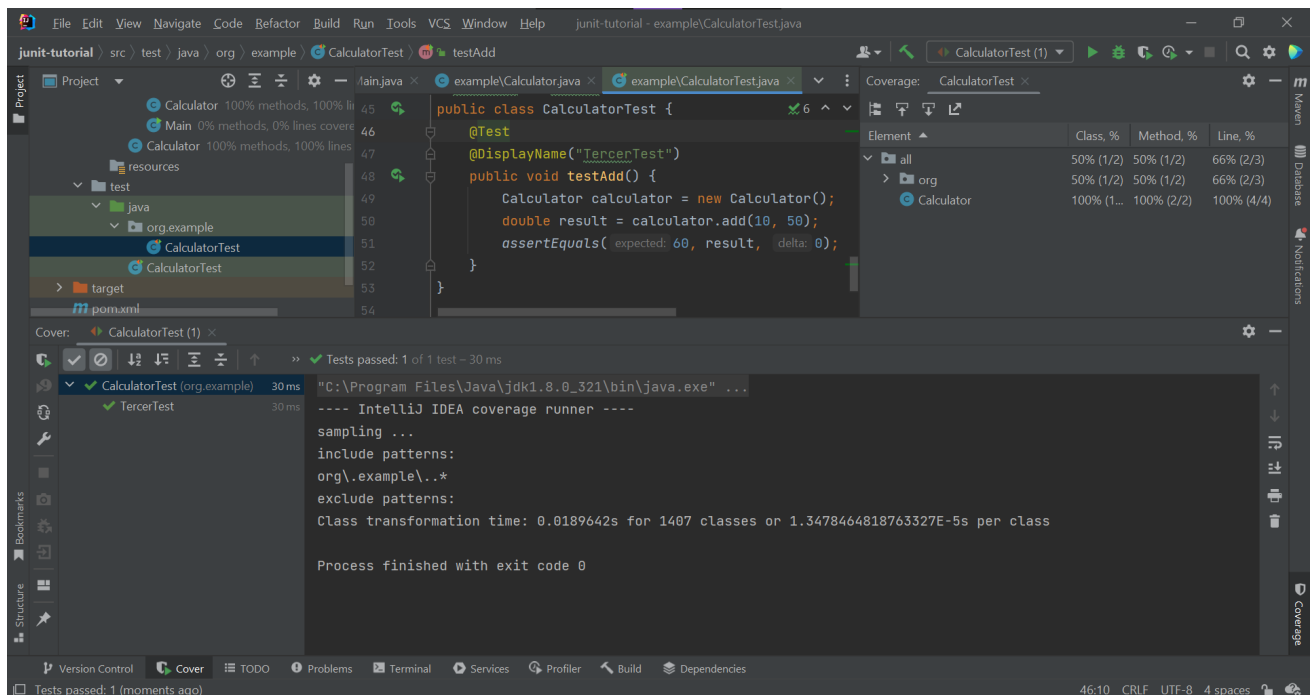 File Edit View Navigate Code Refactor Build Run Tools VCS Window Help junit-tutorial - example\CalculatorTest.java
junit-tutorial src test java org example CalculatorTest testAdd CalculatorTest (1)
Project Main.java example\Calculator.java example\CalculatorTest.java Coverage: CalculatorTest
Calculator 100% methods, 100% li
Main 0% methods, 0% lines covere
Calculator 100% methods, 100% lines
resources
test
java
org.example
CalculatorTest
CalculatorTest
target
pom.xml
45 public class CalculatorTest { 6
46 @Test
47 @DisplayName("TercerTest")
48 public void testAdd() {
49 Calculator calculator = new Calculator();
50 double result = calculator.add(10, 50);
51 assertEquals( expected: 60, result, delta: 0);
52 }
53 }
54
Element Class, % Method, % Line, %
all 50% (1/2) 50% (1/2) 66% (2/3)
org 50% (1/2) 50% (1/2) 66% (2/3)
Calculator 100% (1... 100% (2/2) 100% (4/4)
Project
Bookmarks
Structure
m
Maven
Database
Notifications
Coverage
Cover: CalculatorTest (1)
Tests passed: 1 of 1 test – 30 ms
CalculatorTest (org.example) 30 ms
TercerTest 30 ms
"C:\Program Files\Java\jdk1.8.0_321\bin\java.exe" ...
---- IntelliJ IDEA coverage runner ----
sampling ...
include patterns:
org\.example\..*
exclude patterns:
Class transformation time: 0.0189642s for 1407 classes or 1.3478464818763327E-5s per class
Process finished with exit code 0
Version Control Cover TODO Problems Terminal Services Profiler Build Dependencies
Tests passed: 1 (moments ago) 46:10 CRLF UTF-8 4 spaces